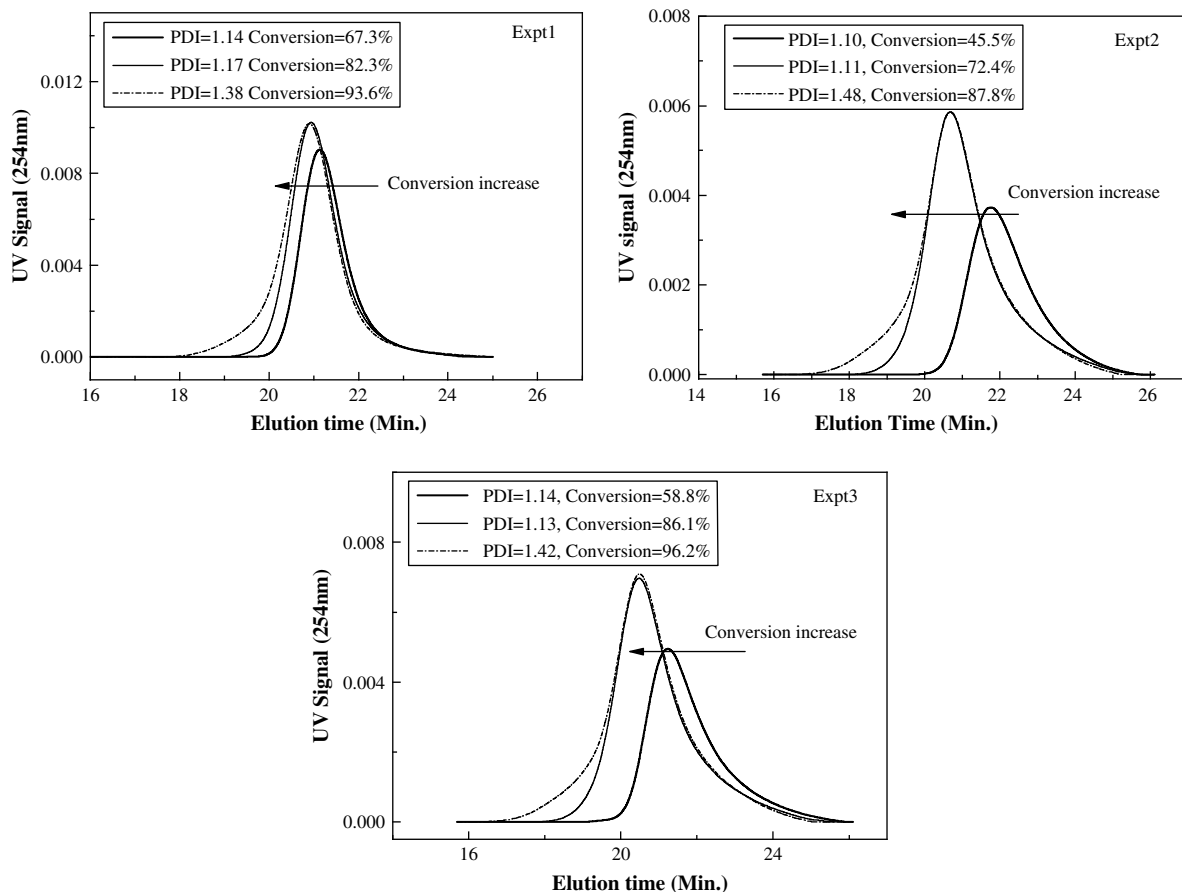 PDI=1.14 Conversion=67.3%
PDI=1.17 Conversion=82.3%
PDI=1.38 Conversion=93.6%
Expt1
Conversion increase
UV Signal (254nm)
0.012
0.008
0.004
0.000
16 18 20 22 24 26
Elution time (Min.)
PDI=1.10, Conversion=45.5%
PDI=1.11, Conversion=72.4%
PDI=1.48, Conversion=87.8%
Expt2
Conversion increase
UV signal (254nm)
0.008
0.006
0.004
0.002
0.000
14 16 18 20 22 24 26
Elution Time (Min.)
PDI=1.14, Conversion=58.8%
PDI=1.13, Conversion=86.1%
PDI=1.42, Conversion=96.2%
Expt3
Conversion increase
UV Signal (254nm)
0.008
0.004
0.000
16 20 24
Elution time (Min.)